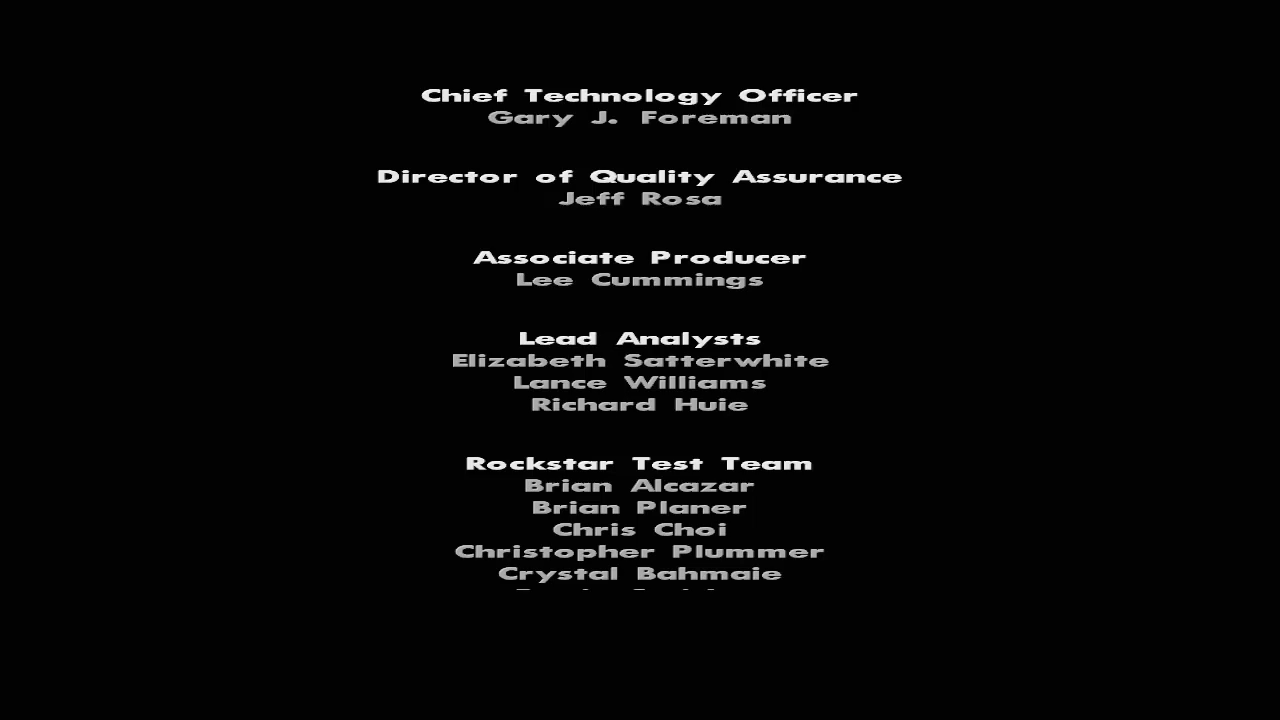 Chief Technology Officer
Gary J. Foreman
Director of Quality Assurance
Jeff Rosa
Associate Producer
Lee Cummings
Lead Analysts
Elizabeth Satterwhite
Lance Williams
Richard Huie
Rockstar Test Team
Brian Alcazar
Brian Planer
Chris Choi
Christopher Plummer
Crystal Bahmaie